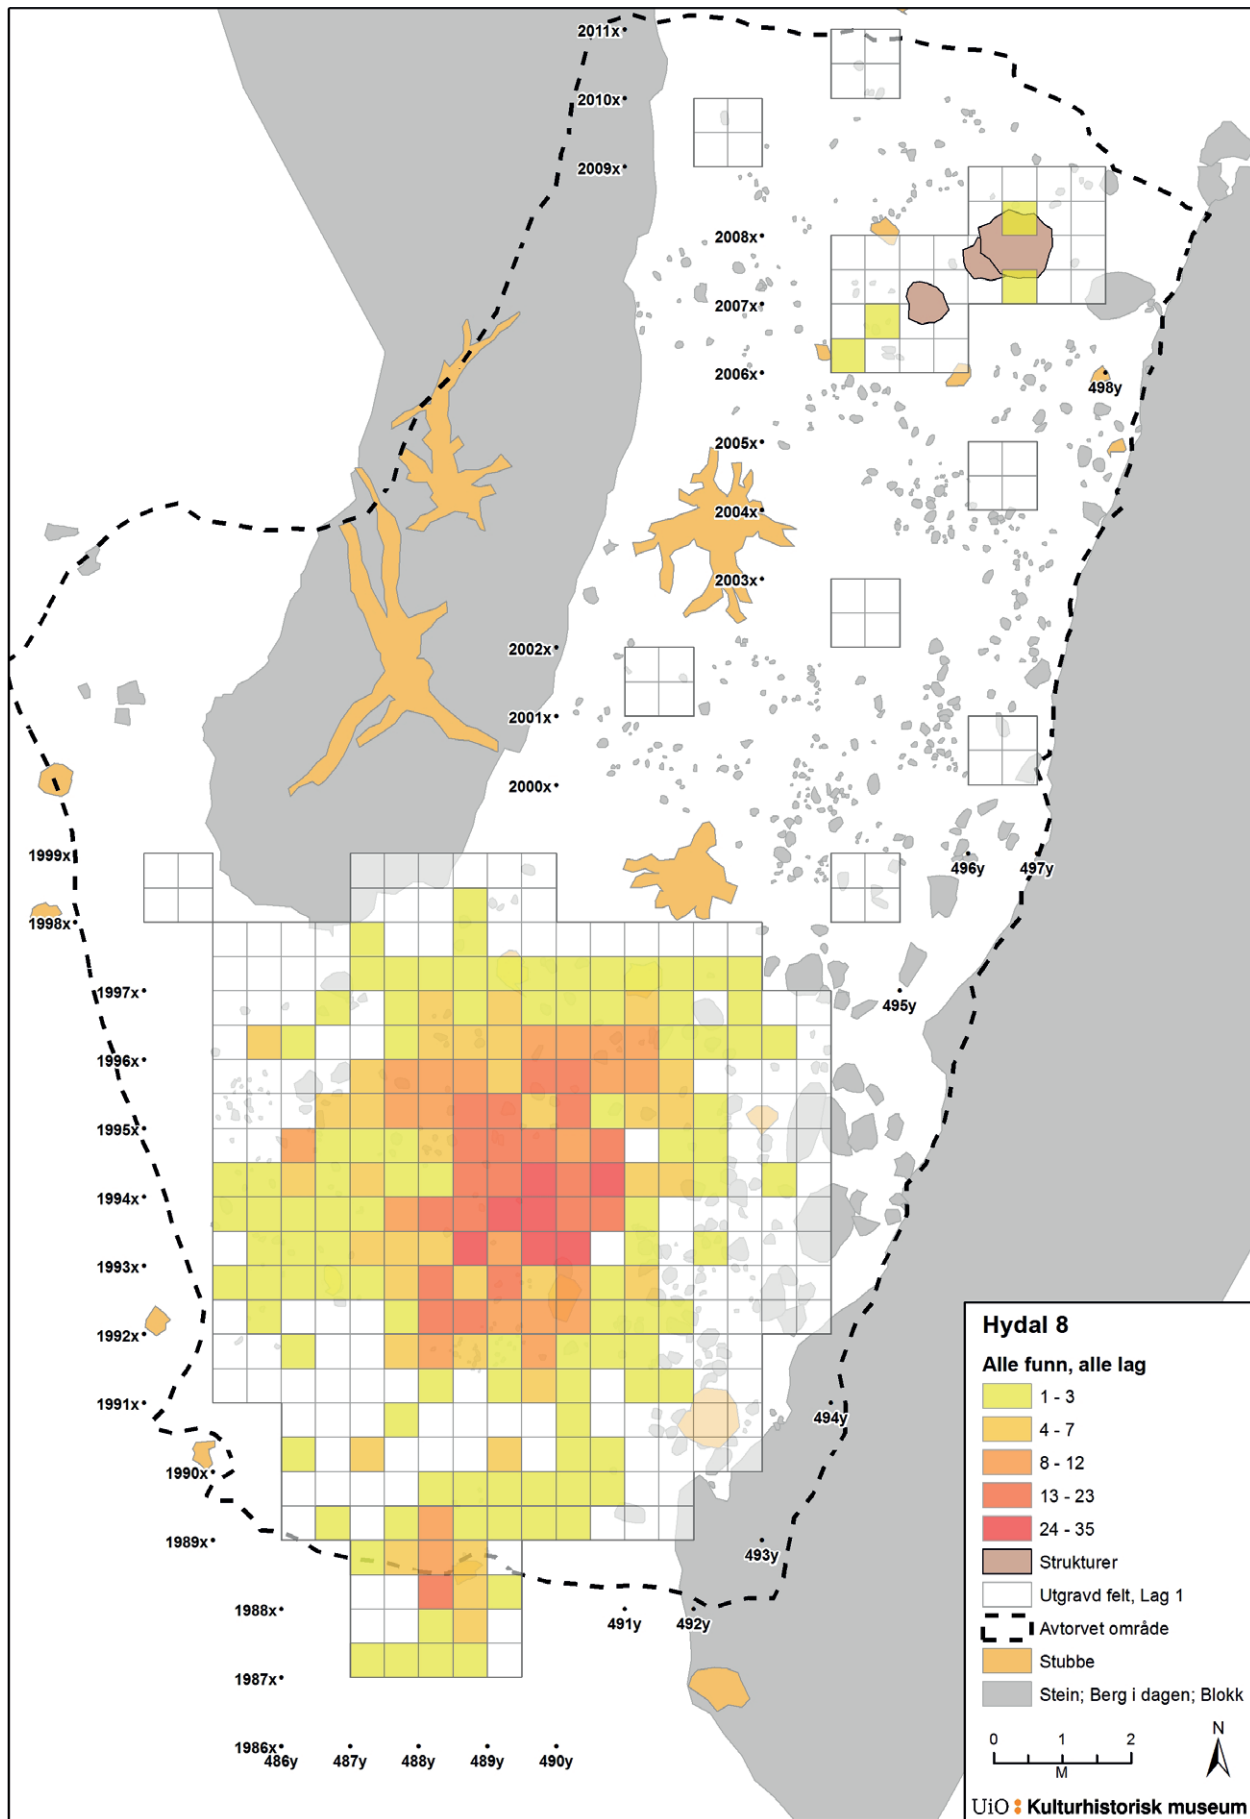 2011x
2010x
2009x
2008x
2007x
2006x
498y
2005x
2004x
2003x
2002x
2001x
2000x
1999x
496y
497y
1998x
1997x
495y
1996x
1995x
1994x
1993x
1992x
1991x
494y
1990x
1989x
493y
1988x
491y
492y
1987x
1986x
486y
487y
488y
489y
490y
Hydal 8
Alle funn, alle lag
1 - 3
4 - 7
8 - 12
13 - 23
24 - 35
Strukturer
Utgravd felt, Lag 1
Avtorvet område
Stubbe
Stein; Berg i dagen; Blokk
0 1 2
M
N
UiO : Kulturhistorisk museum